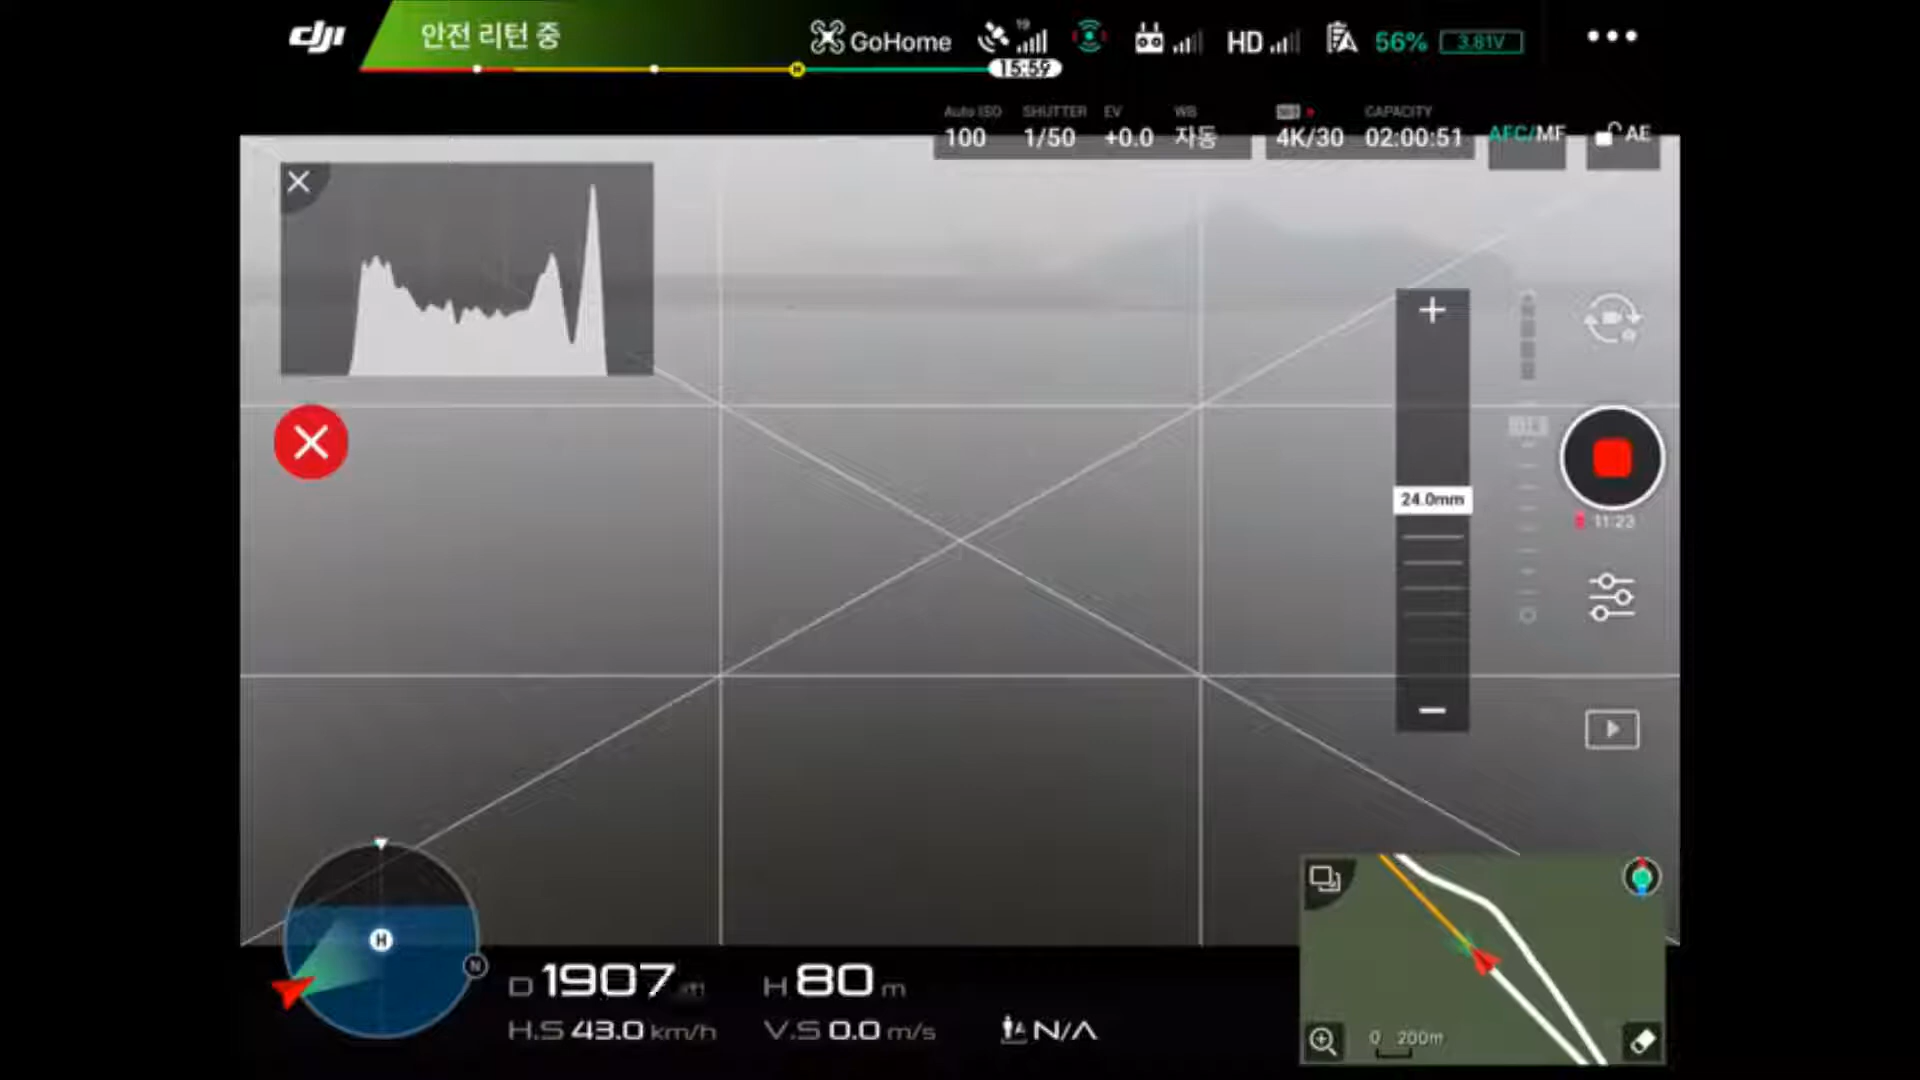 dji 안전 리턴 중 GoHome 19 HD 56% 3.81V
15:59
Auto ISO SHUTTER EV WB CAPACITY
100 1/50 +0.0 자동 4K/30 02:00:51 AFC/MF AE
24.0mm
11:23
H
N
D 1907 m H 80 m
H.S 43.0 km/h V.S 0.0 m/s N/A
0 200m